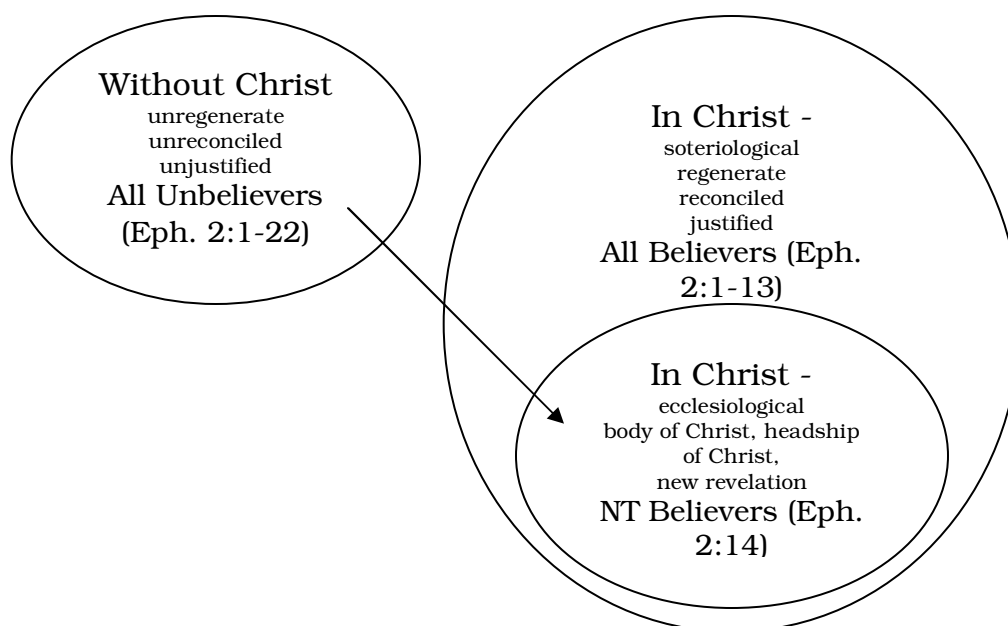 Without Christ
unregenerate
unreconciled
unjustified
All Unbelievers
(Eph. 2:1-22)
In Christ -
soteriological
regenerate
reconciled
justified
All Believers (Eph.
2:1-13)
In Christ -
ecclesiological
body of Christ, headship
of Christ,
new revelation
NT Believers (Eph.
2:14)